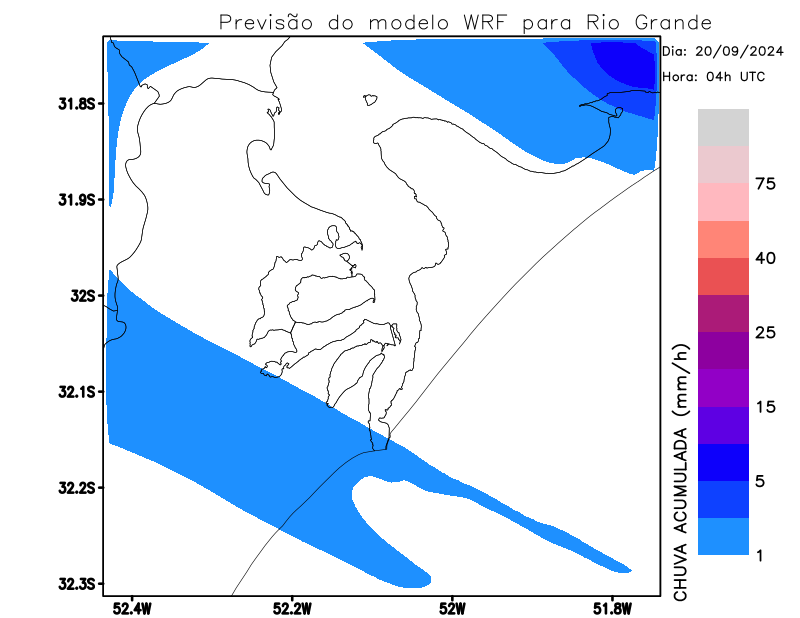 Previsão do modelo WRF para Rio Grande
Dia: 20/09/2024
Hora: 04h UTC
31.8S
31.9S
32S
32.1S
32.2S
32.3S
52.4W
52.2W
52W
51.8W
75
40
25
15
5
1
CHUVA ACUMULADA (mm/h)